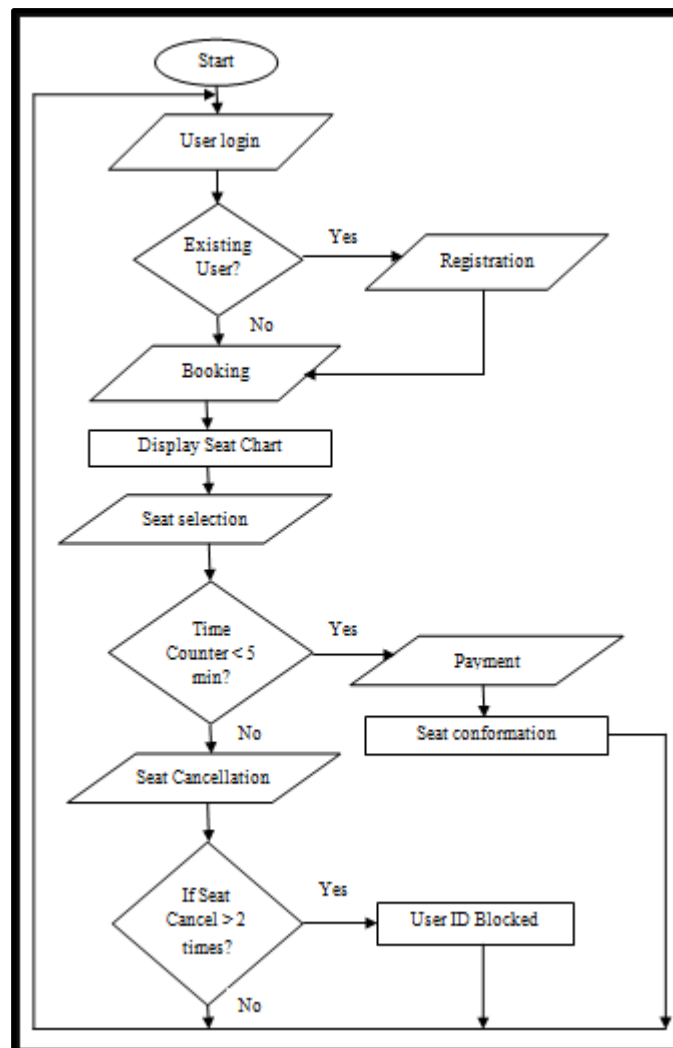 Start
User login
Existing
User?
Yes
Registration
No
Booking
Display Seat Chart
Seat selection
Time
Counter < 5
min?
Yes
Payment
Seat conformation
No
Seat Cancellation
If Seat
Cancel > 2
times?
Yes
User ID Blocked
No